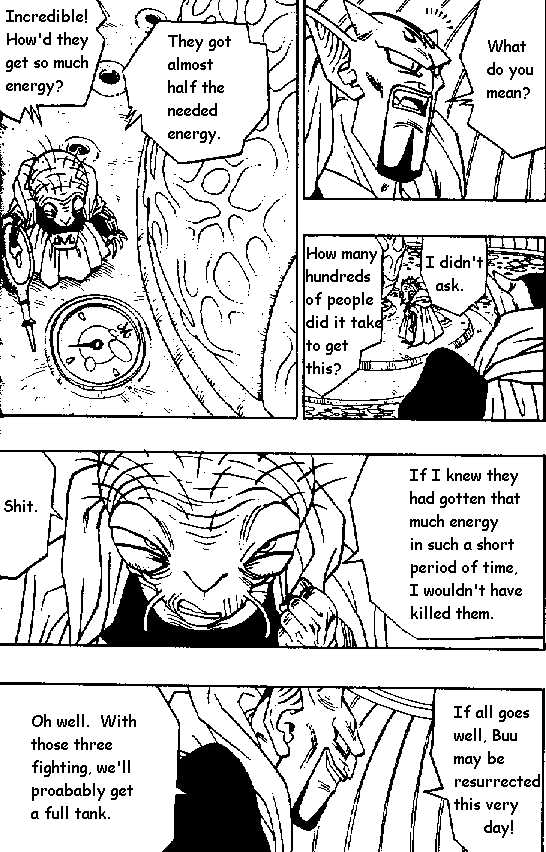 Incredible!
How'd they
get so much
energy?
They got
almost
half the
needed
energy.
What
do you
mean?
How many
hundreds
of people
did it take
to get
this?
I didn't
ask.
Shit.
If I knew they
had gotten that
much energy
in such a short
period of time,
I wouldn't have
killed them.
Oh well. With
those three
fighting, we'll
proabably get
a full tank.
If all goes
well, Buu
may be
resurrected
this very
day!